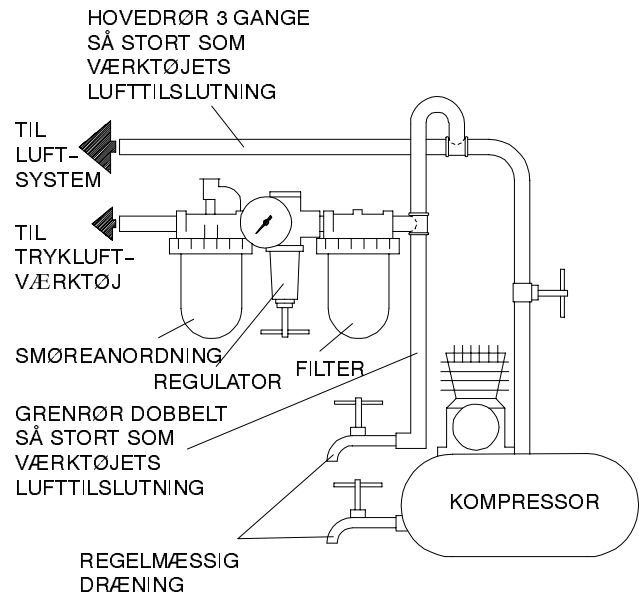 HOVEDRØR 3 GANGE
SÅ STORT SOM
VÆRKTØJETS
LUFTTILSLUTNING
TIL
LUFT–
SYSTEM
TIL
TRYKLUFT–
VÆRKTØJ
SMØREANORDNING
REGULATOR
FILTER
GRENRØR DOBBELT
SÅ STORT SOM
VÆRKTØJETS
LUFTTILSLUTNING
KOMPRESSOR
REGELMÆSSIG
DRÆNING